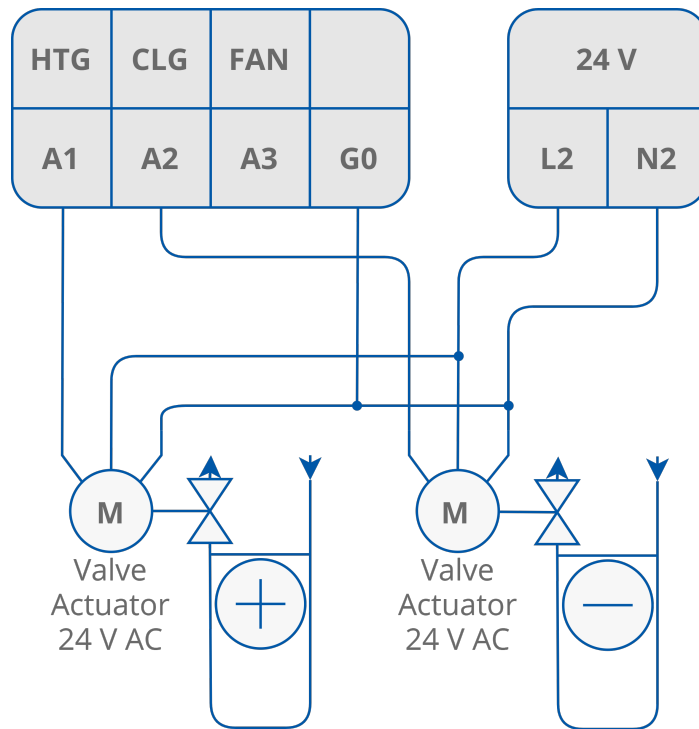 HTG CLG FAN
24 V
A1 A2 A3 G0
L2 N2
M
M
Valve
Actuator
24 V AC
Valve
Actuator
24 V AC